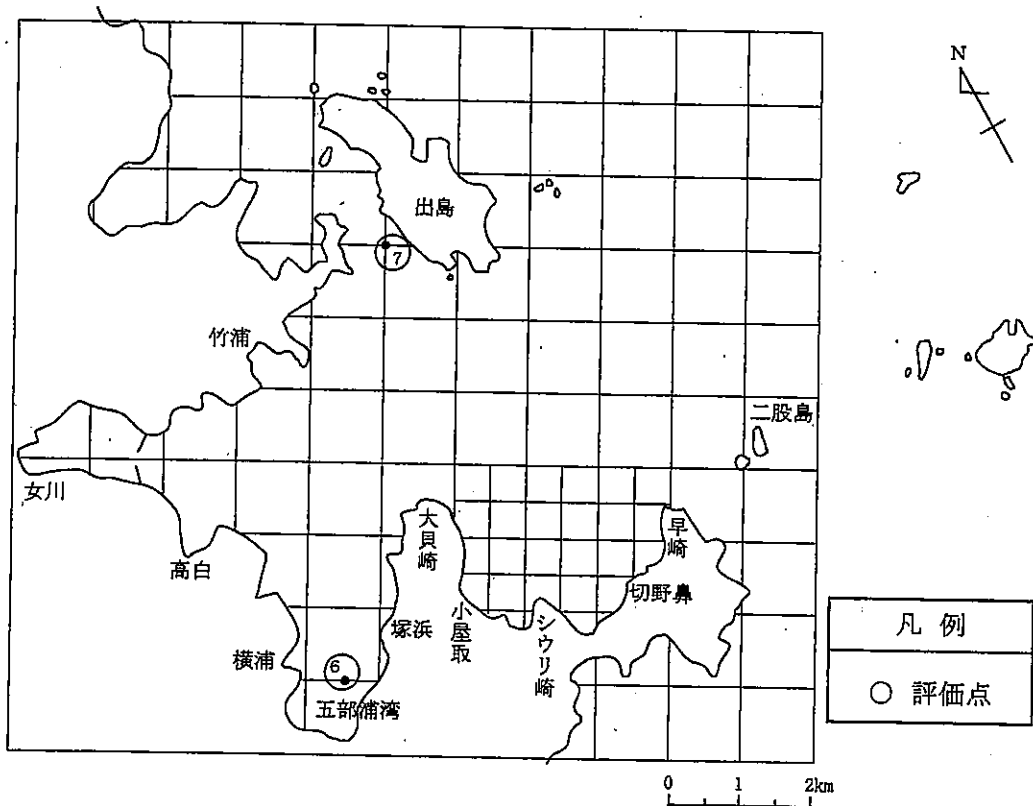 N
出島
7
竹浦
二股島
女川
大貝崎
早崎
高白
切野鼻
小屋取
シウリ崎
塚浜
横浦
6
五部浦湾
凡例
○ 評価点
0 1 2km